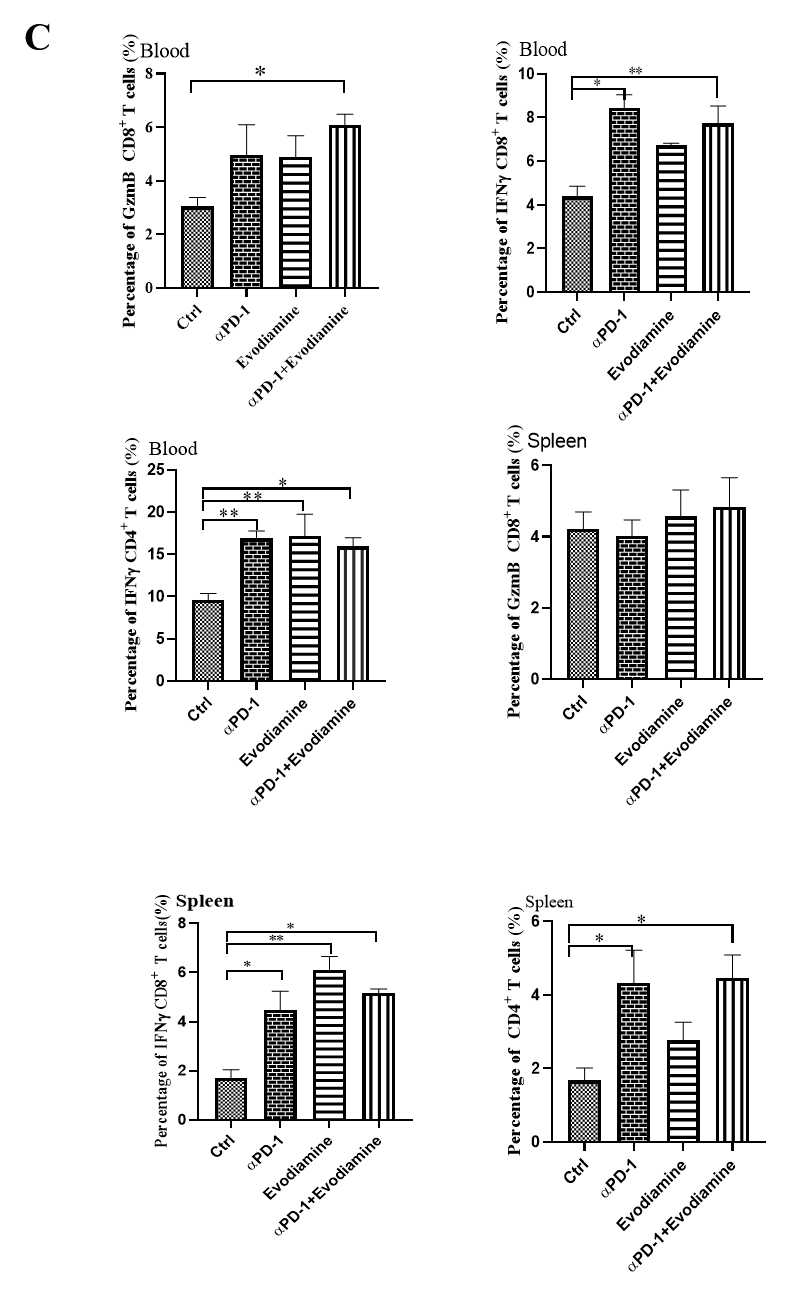 C
Blood
Percentage of GzmB CD8+ T cells (%)
8
6
4
2
0
*
Ctrl
αPD-1
Evodiamine
αPD-1+Evodiamine
Blood
Percentage of IFNγ CD8+ T cells (%)
10
8
6
4
2
0
**
*
Ctrl
αPD-1
Evodiamine
αPD-1+Evodiamine
Blood
Percentage of IFNγ CD4+ T cells (%)
25
20
15
10
5
0
*
**
**
Ctrl
αPD-1
Evodiamine
αPD-1+Evodiamine
Spleen
Percentage of GzmB CD8+ T cells (%)
6
4
2
0
Ctrl
αPD-1
Evodiamine
αPD-1+Evodiamine
Spleen
Percentage of IFNγ CD8+ T cells(%)
8
6
4
2
0
*
**
*
Ctrl
αPD-1
Evodiamine
αPD-1+Evodiamine
Spleen
Percentage of CD4+ T cells (%)
6
4
2
0
*
*
Ctrl
αPD-1
Evodiamine
αPD-1+Evodiamine